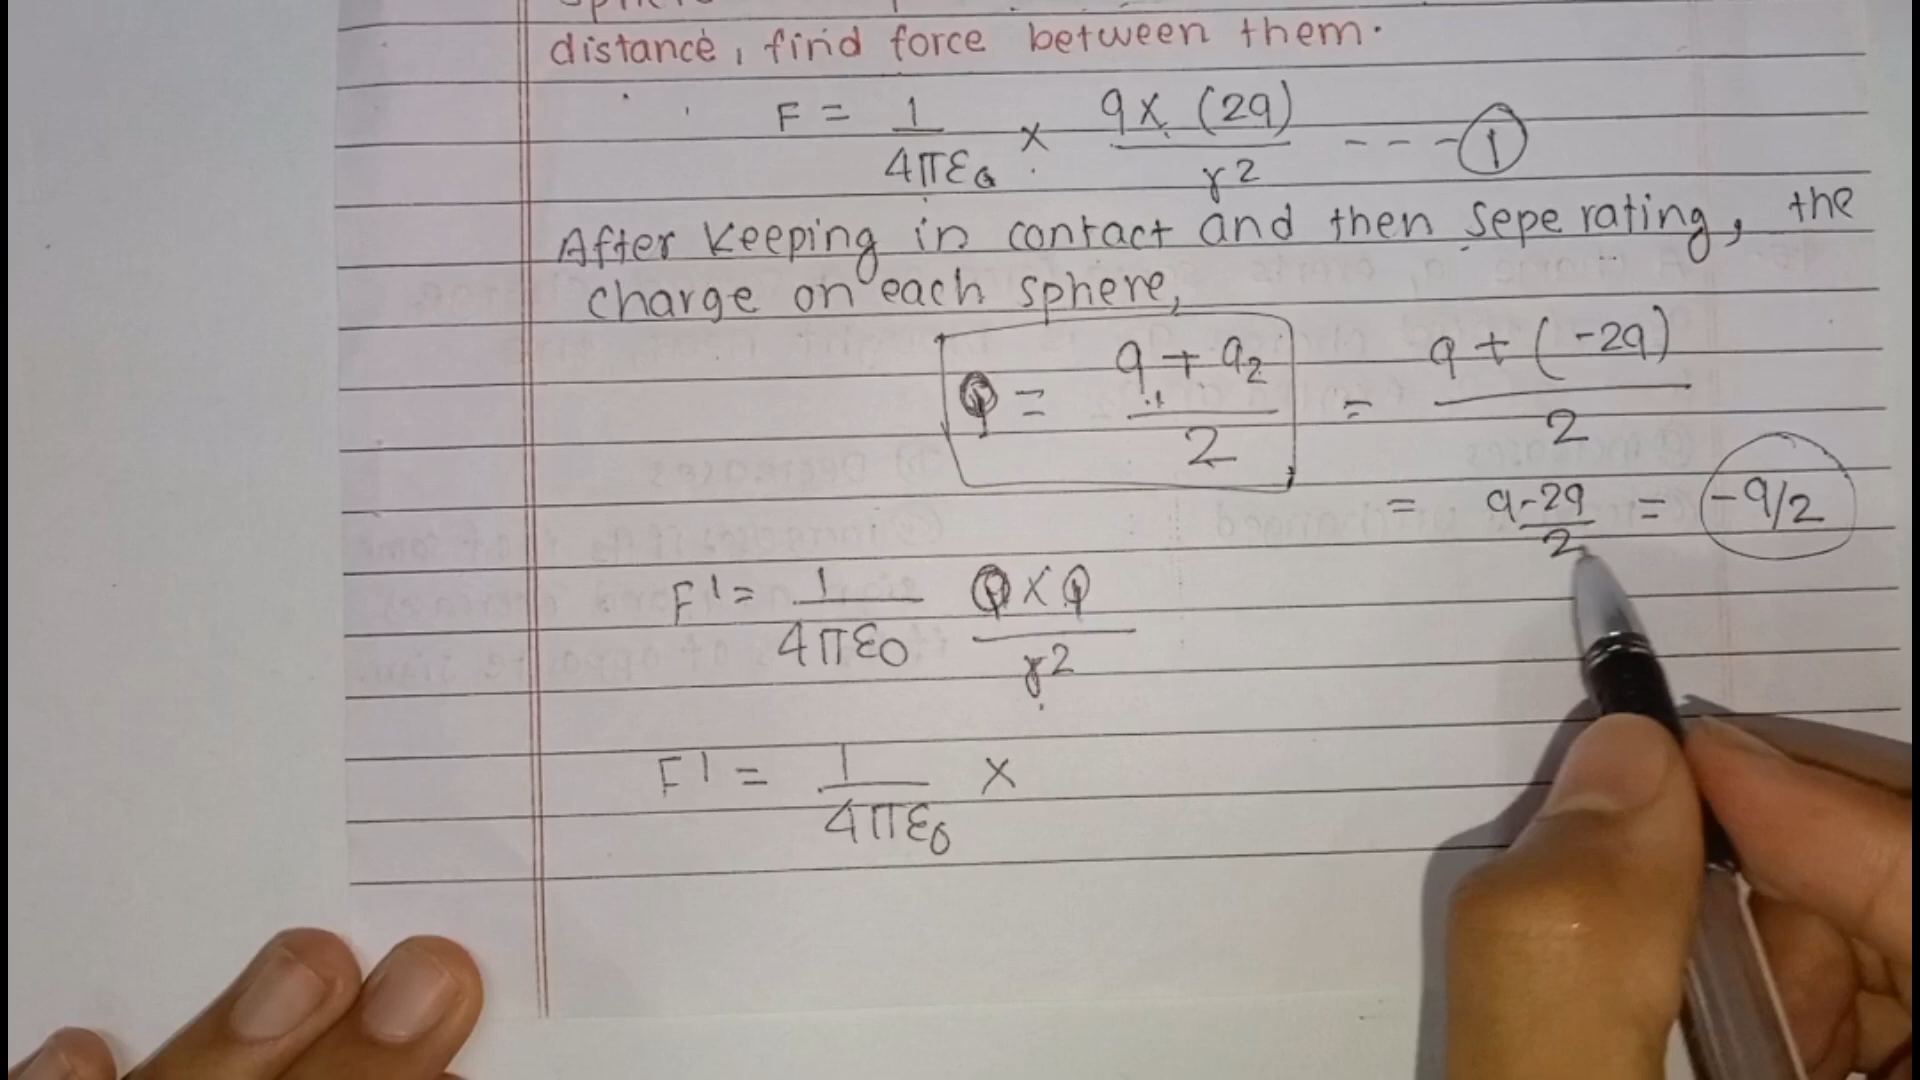 distance, find force between them.
F = 1/4πε₀ × q × (2q)/r² ---①
After keeping in contact and then seperating, the
charge on each sphere,
Q = q₁ + q₂/2 = q + (-2q)/2
= q-2q/2 = -q/2
F' = 1/4πε₀ Q×Q/r²
F' = 1/4πε₀ ×